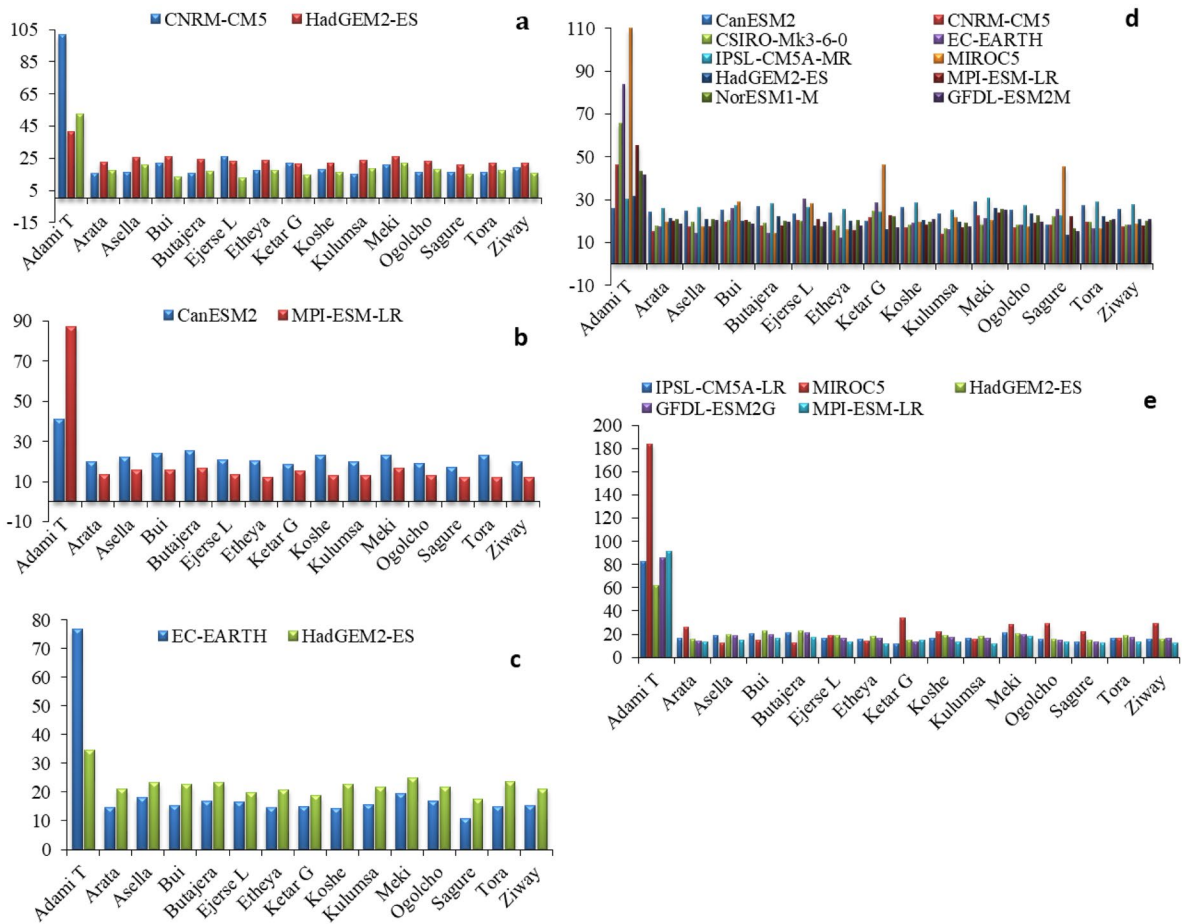 CNRM-CM5 HadGEM2-ES
a
105
85
65
45
25
5
-15
Adami T Arata Asella Bui Butajera Ejerse L Etheya Ketar G Koshe Kulumsa Meki Ogolcho Sagure Tora Ziway
CanESM2 MPI-ESM-LR
b
90
70
50
30
10
-10
Adami T Arata Asella Bui Butajera Ejerse L Etheya Ketar G Koshe Kulumsa Meki Ogolcho Sagure Tora Ziway
EC-EARTH HadGEM2-ES
c
80
70
60
50
40
30
20
10
0
Adami T Arata Asella Bui Butajera Ejerse L Etheya Ketar G Koshe Kulumsa Meki Ogolcho Sagure Tora Ziway
CanESM2 CNRM-CM5
CSIRO-Mk3-6-0 EC-EARTH
IPSL-CM5A-MR MIROC5
HadGEM2-ES MPI-ESM-LR
NorESM1-M GFDL-ESM2M
d
110
90
70
50
30
10
-10
Adami T Arata Asella Bui Butajera Ejerse L Etheya Ketar G Koshe Kulumsa Meki Ogolcho Sagure Tora Ziway
IPSL-CM5A-LR MIROC5 HadGEM2-ES
GFDL-ESM2G MPI-ESM-LR
e
200
180
160
140
120
100
80
60
40
20
0
Adami T Arata Asella Bui Butajera Ejerse L Etheya Ketar G Koshe Kulumsa Meki Ogolcho Sagure Tora Ziway